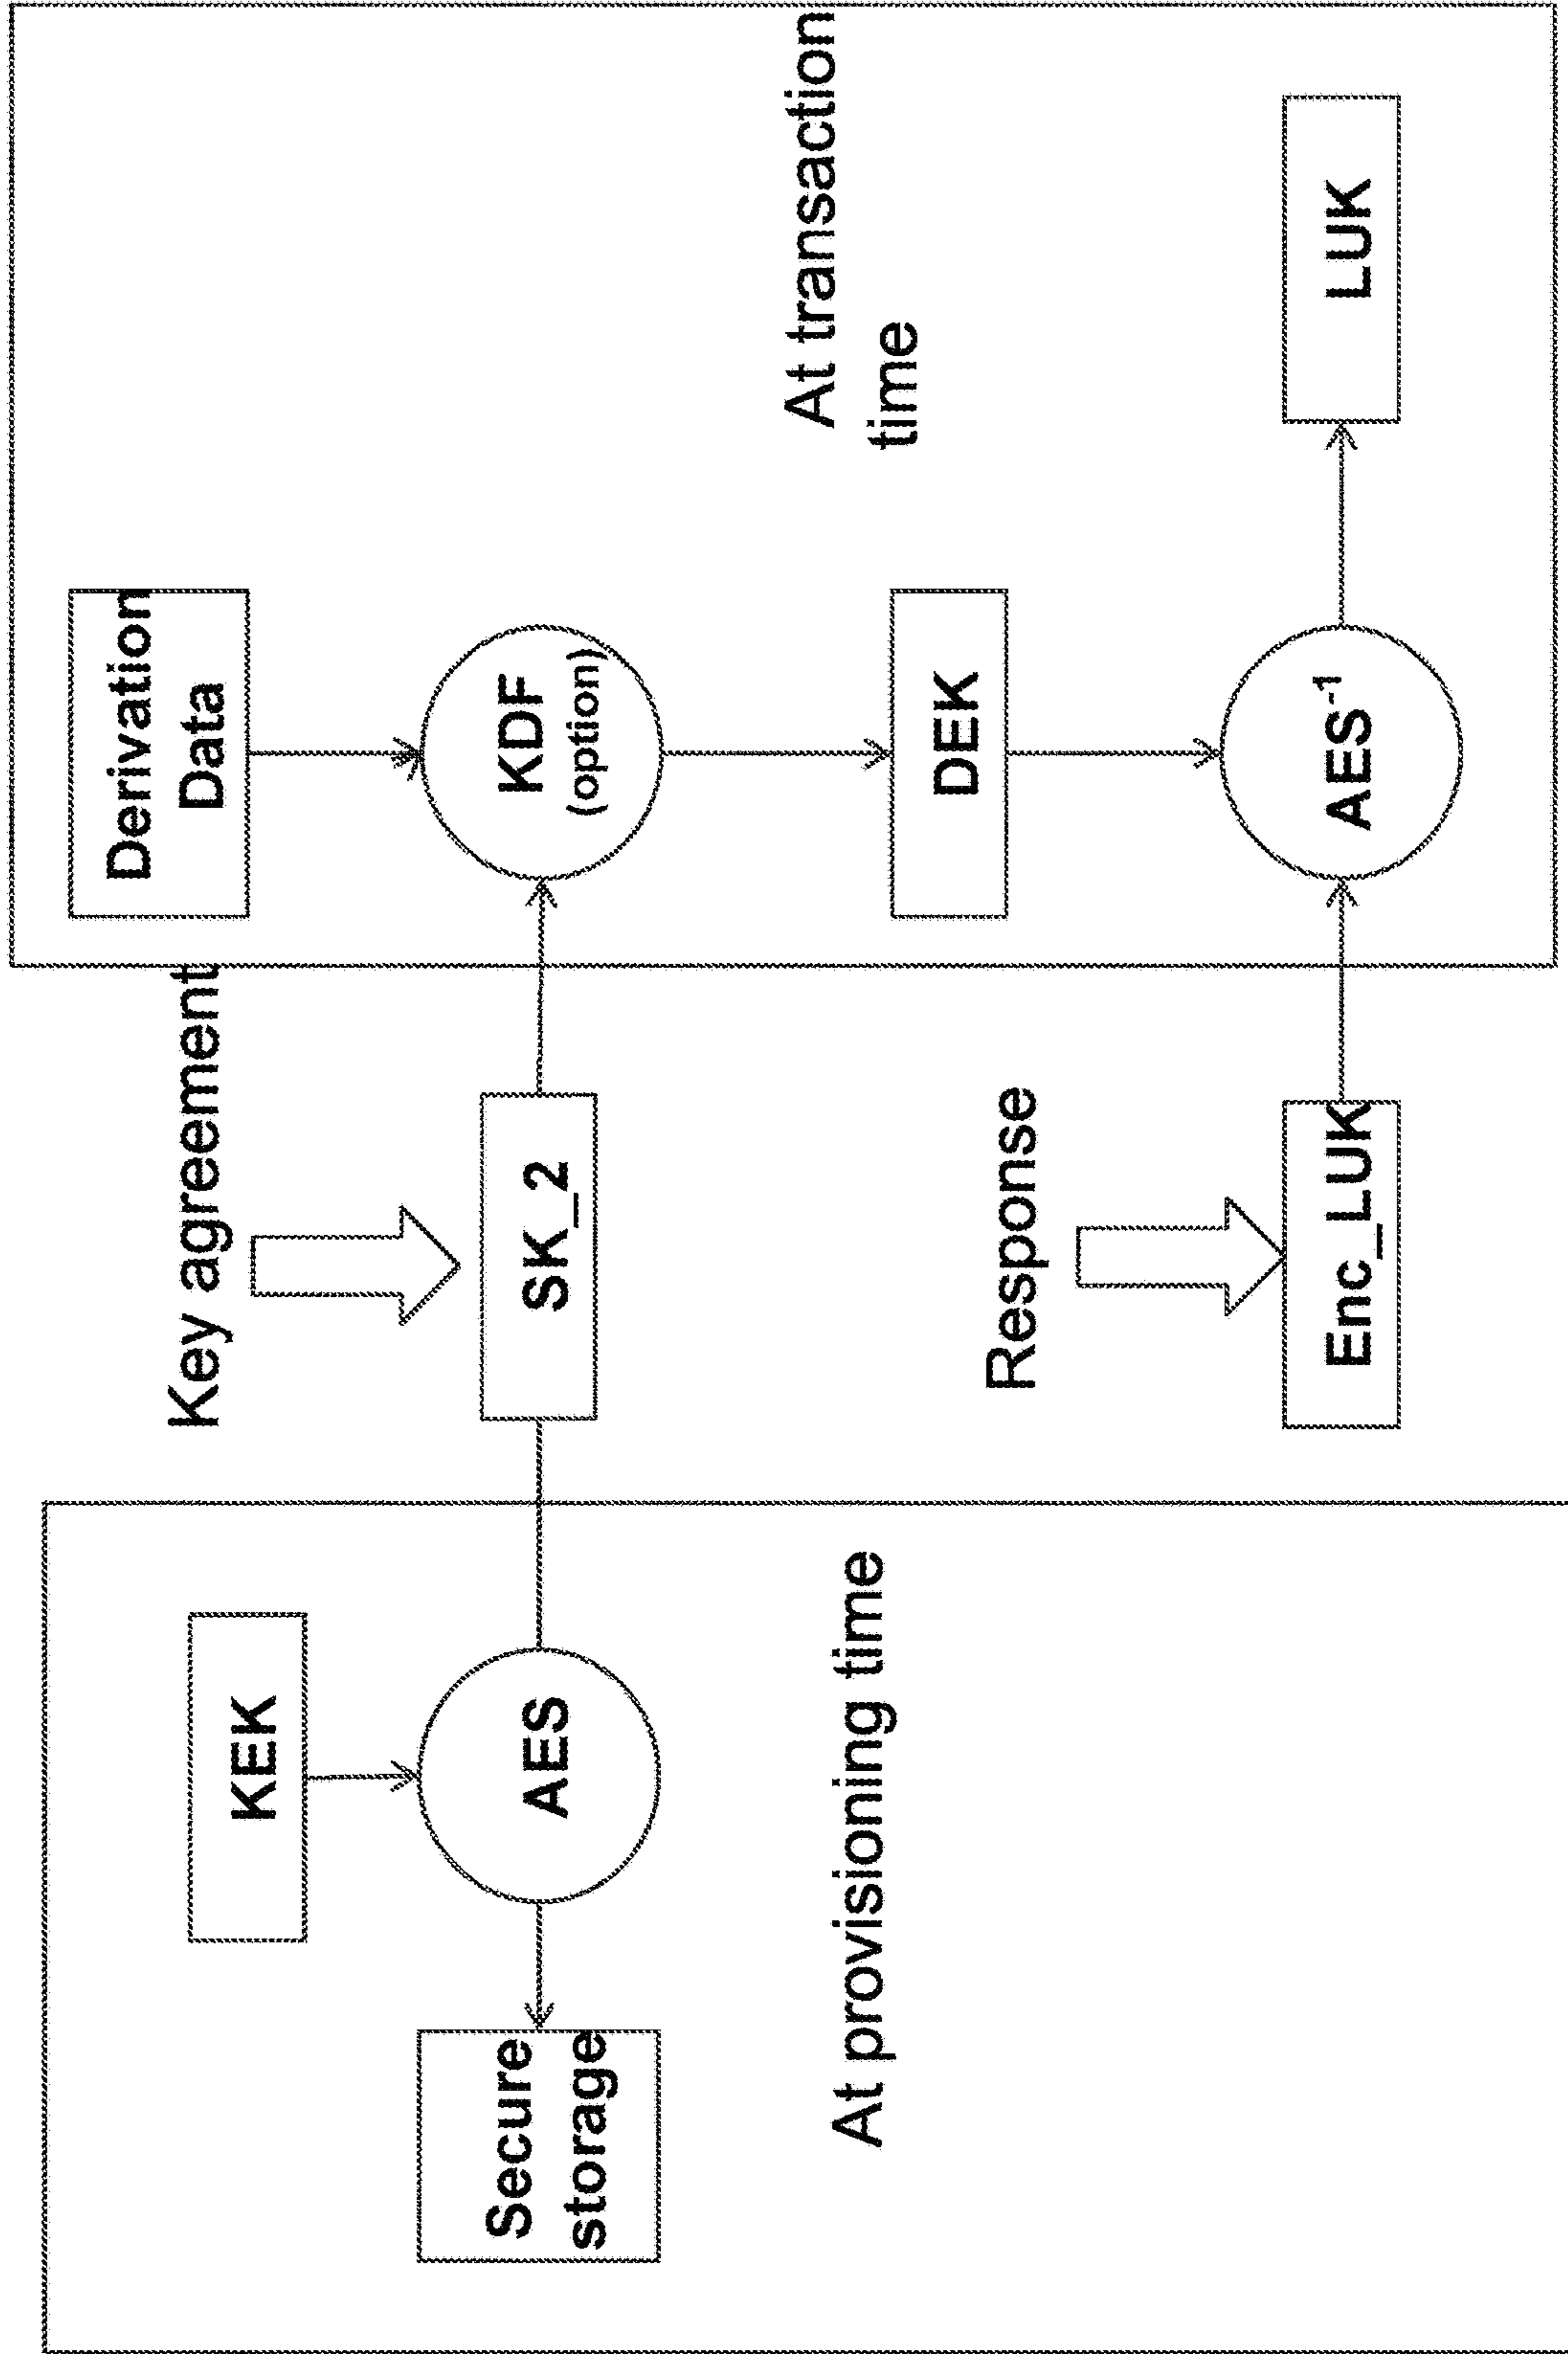 KEK
AES
Secure
storage
At provisioning time
Key agreement
SK_2
Response
Enc_LUK
Derivation
Data
KDF
(option)
DEK
AES⁻¹
At transaction
time
LUK